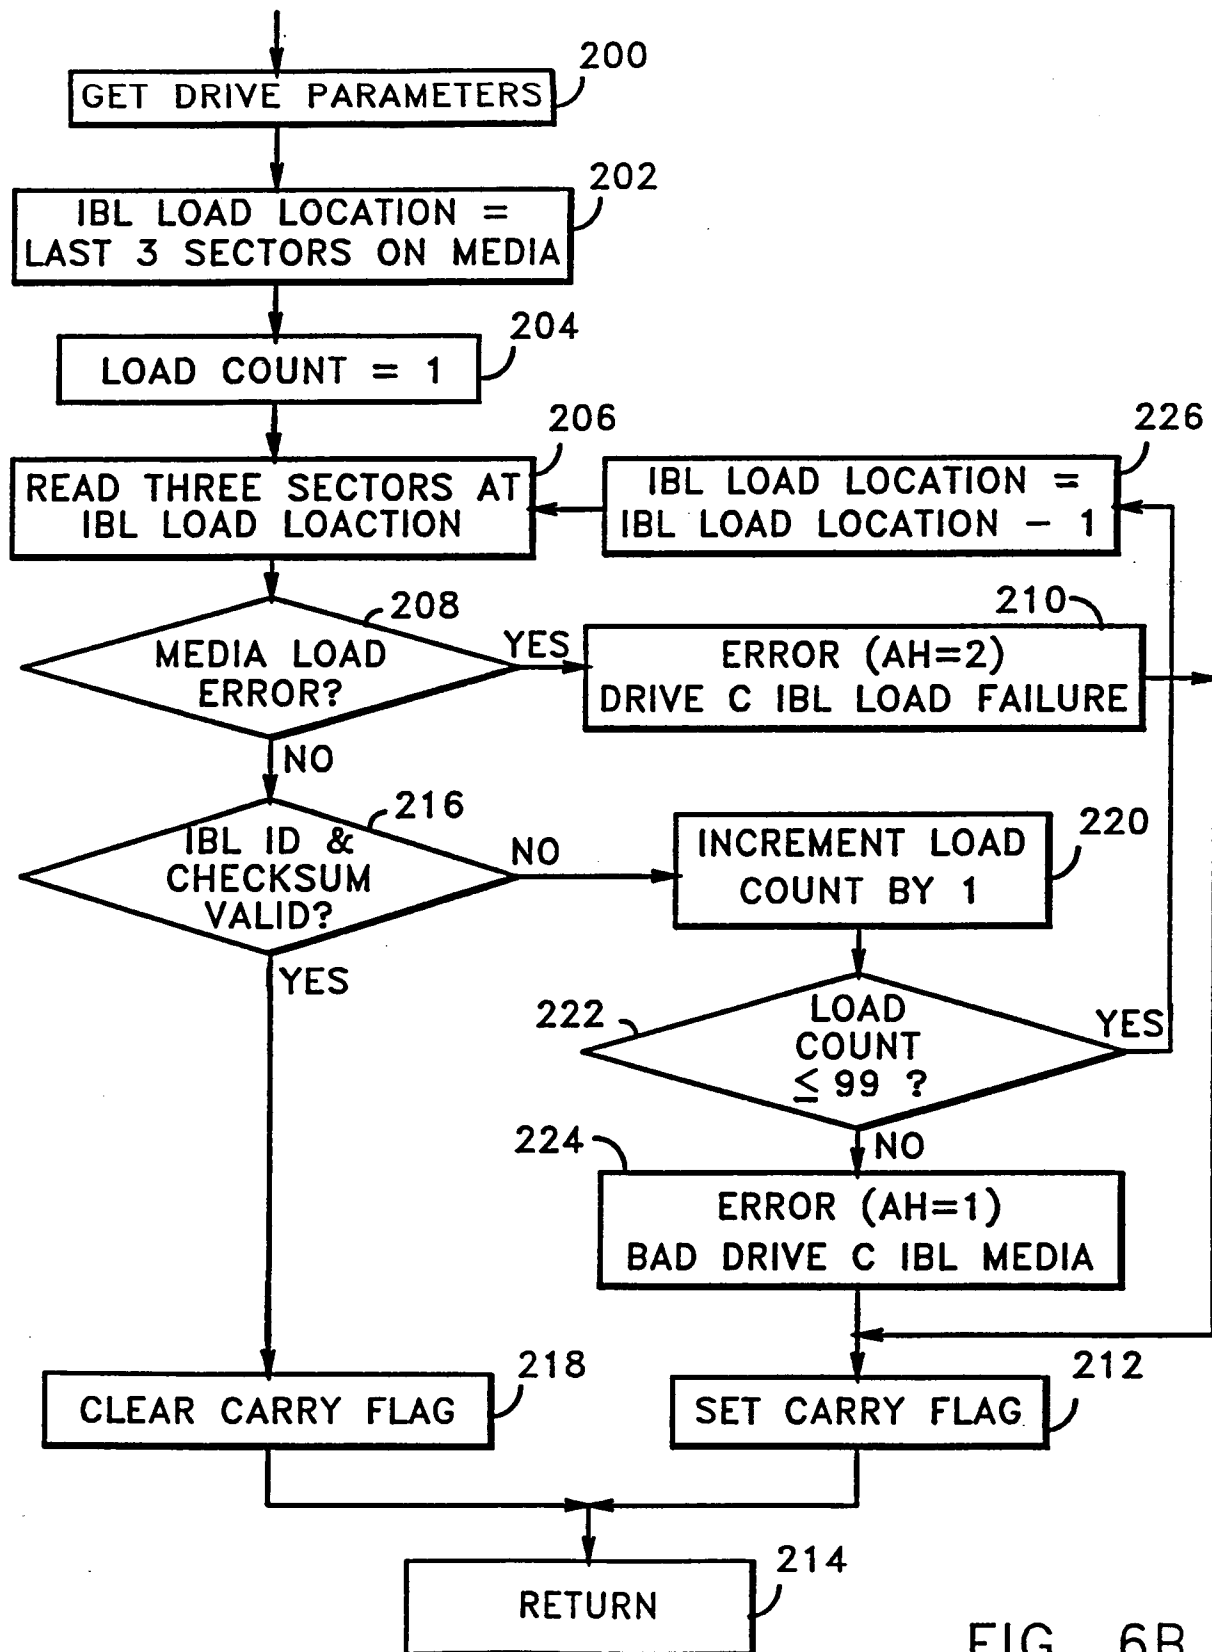 200
GET DRIVE PARAMETERS
202
IBL LOAD LOCATION =
LAST 3 SECTORS ON MEDIA
204
LOAD COUNT = 1
206
READ THREE SECTORS AT
IBL LOAD LOACTION
226
IBL LOAD LOCATION =
IBL LOAD LOCATION - 1
208
MEDIA LOAD
ERROR?
YES
NO
210
ERROR (AH=2)
DRIVE C IBL LOAD FAILURE
216
IBL ID &
CHECKSUM
VALID?
NO
YES
220
INCREMENT LOAD
COUNT BY 1
222
LOAD
COUNT
≤ 99 ?
YES
NO
224
ERROR (AH=1)
BAD DRIVE C IBL MEDIA
218
CLEAR CARRY FLAG
212
SET CARRY FLAG
214
RETURN
FIG. 6B